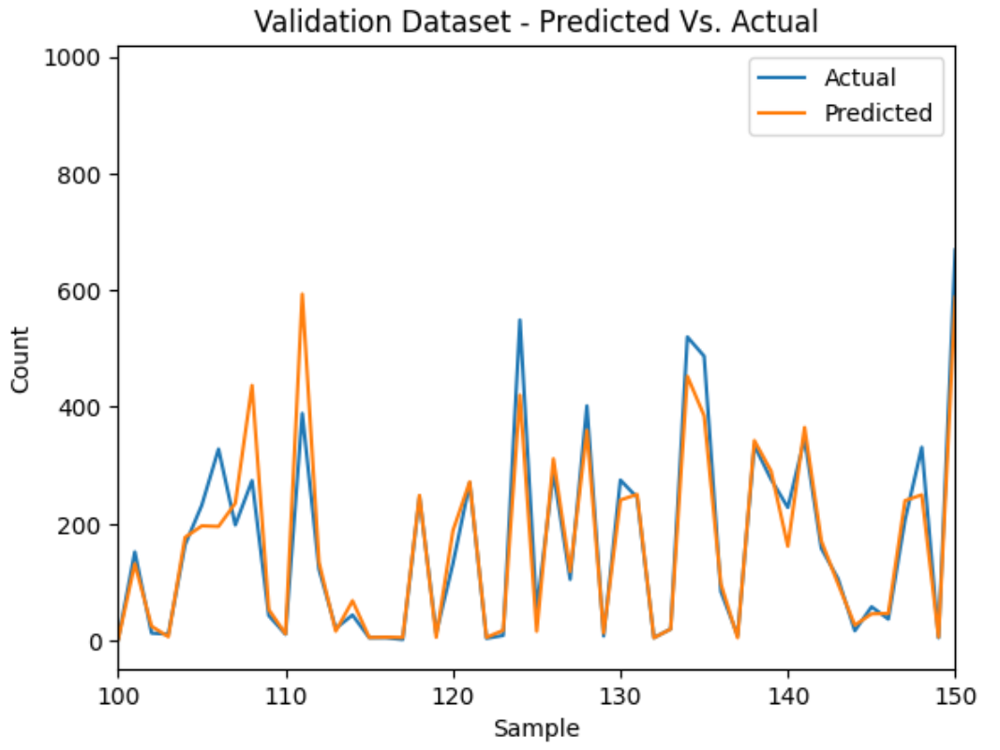 Validation Dataset - Predicted Vs. Actual
Actual
Predicted
1000
800
600
400
200
0
Count
100 110 120 130 140 150
Sample